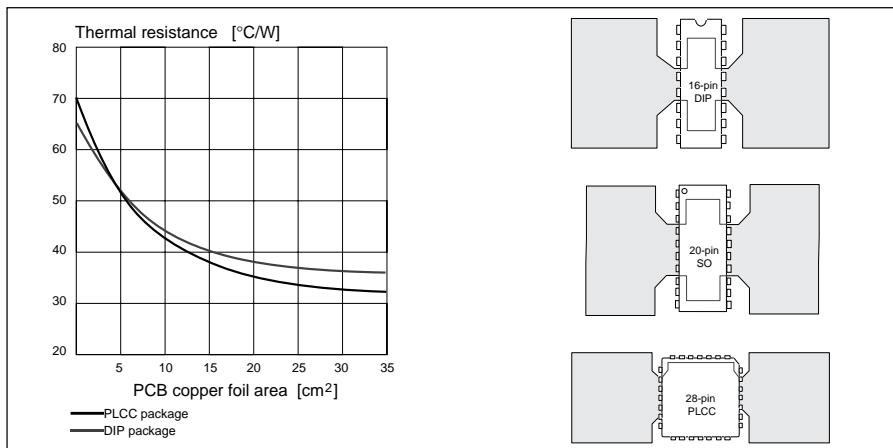 Thermal resistance [°C/W]
80
70
60
50
40
30
20
5 10 15 20 25 30 35
PCB copper foil area [cm²]
PLCC package
DIP package
16-pin
DIP
20-pin
SO
28-pin
PLCC